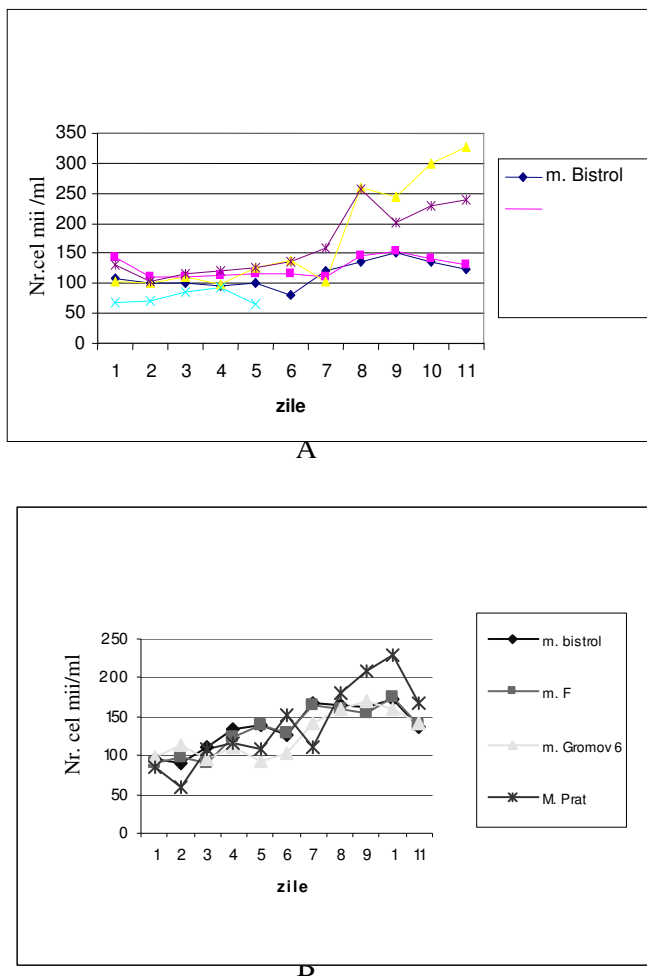 Nr.cel mii /ml
350
300
250
200
150
100
50
0
1 2 3 4 5 6 7 8 9 10 11
zile
m. Bistrol
A
Nr. cel mii/ml
250
200
150
100
50
0
1 2 3 4 5 6 7 8 9 1 11
zile
m. bistrol
m. F
m. Gromov 6
M. Prat
B